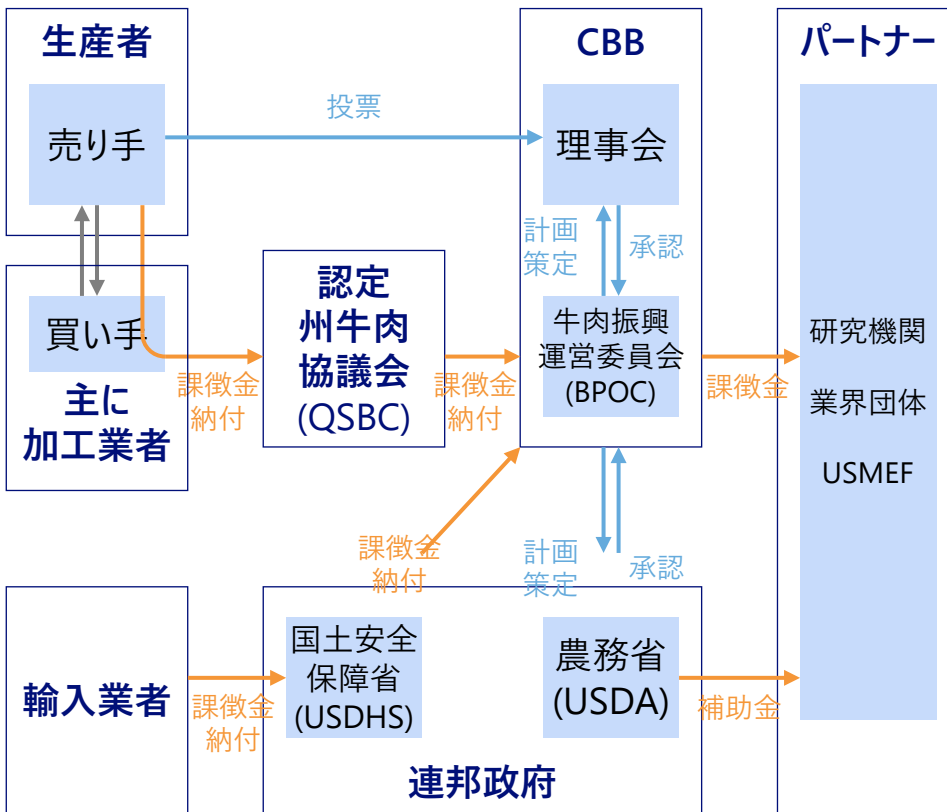 生産者
売り手
投票
CBB
理事会
パートナー
計画
策定
承認
買い手
主に
加工業者
課徴金
納付
認定
州牛肉
協議会
(QSBC)
課徴金
納付
牛肉振興
運営委員会
(BPOC)
課徴金
研究機関
業界団体
USMEF
課徴金
納付
計画
策定
承認
輸入業者
課徴金
納付
国土安全
保障省
(USDHS)
農務省
(USDA)
補助金
連邦政府